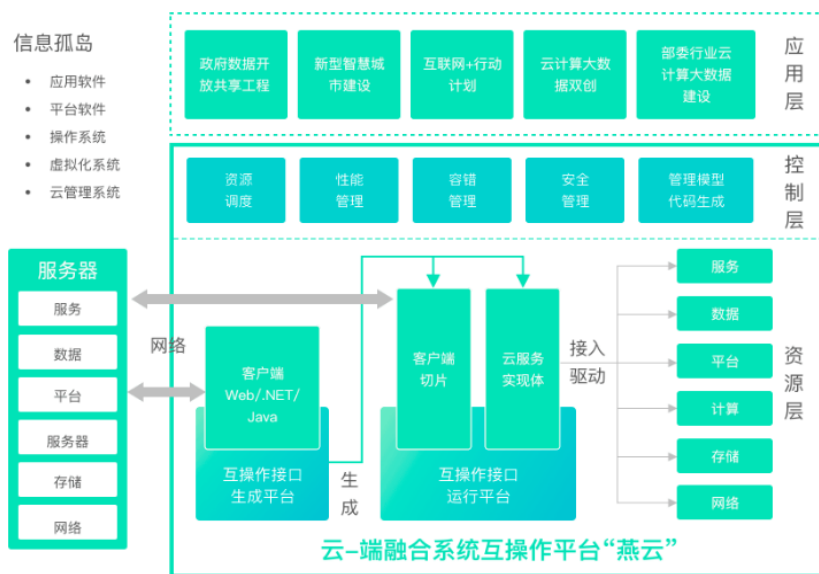 信息孤岛
应用软件
平台软件
操作系统
虚拟化系统
云管理系统
政府数据开
放共享工程
新型智慧城
市建设
互联网+行动
计划
云计算大数
据双创
部委行业云
计算大数据
建设
应用层
资源
调度
性能
管理
容错
管理
安全
管理
管理模型
代码生成
控制层
服务器
服务
数据
平台
服务器
存储
网络
网络
客户端
Web/.NET/
Java
互操作接口
生成平台
生成
客户端
切片
云服务
实现体
互操作接口
运行平台
接入
驱动
服务
数据
平台
计算
存储
网络
资源层
云–端融合系统互操作平台“燕云”